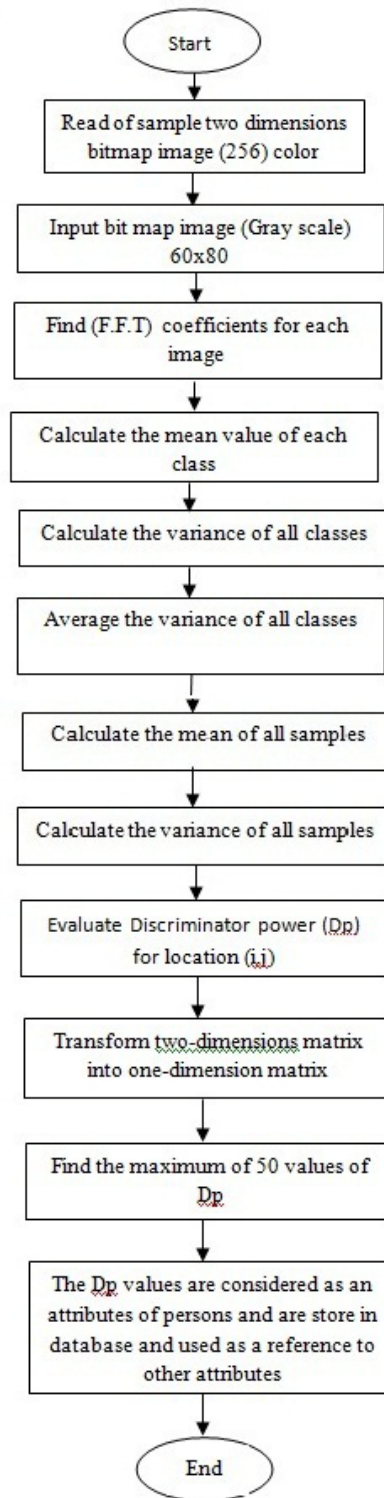 Start
Read of sample two dimensions
bitmap image (256) color
Input bit map image (Gray scale)
60x80
Find (F.F.T) coefficients for each
image
Calculate the mean value of each
class
Calculate the variance of all classes
Average the variance of all classes
Calculate the mean of all samples
Calculate the variance of all samples
Evaluate Discriminator power (Dp)
for location (i,j)
Transform two-dimensions matrix
into one-dimension matrix
Find the maximum of 50 values of
Dp
The Dp values are considered as an
attributes of persons and are store in
database and used as a reference to
other attributes
End